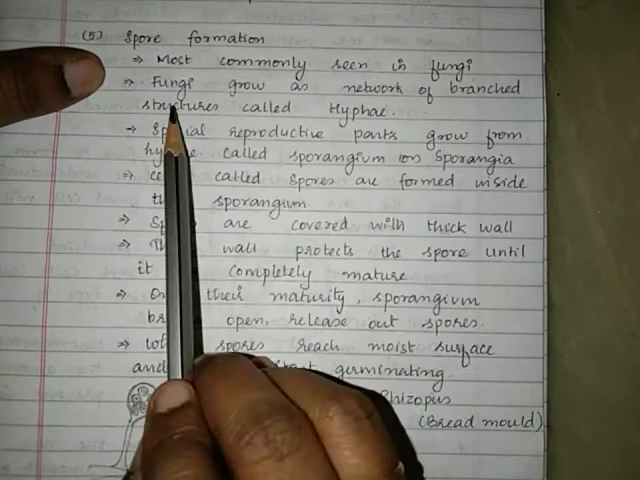 (5) Spore formation
→ Most commonly seen in fungi
→ Fungi grow as network of branched
structures called Hyphae.
→ Special reproductive parts grow from
hyphae called sporangium (or) Sporangia
→ called spores are formed inside
sporangium.
→ are covered with thick wall
→ wall protects the spore until
it completely mature
→ their maturity, sporangium
open, release out spores.
→ spores reach moist surface
and start germinating.
Rhizopus
(Bread mould)